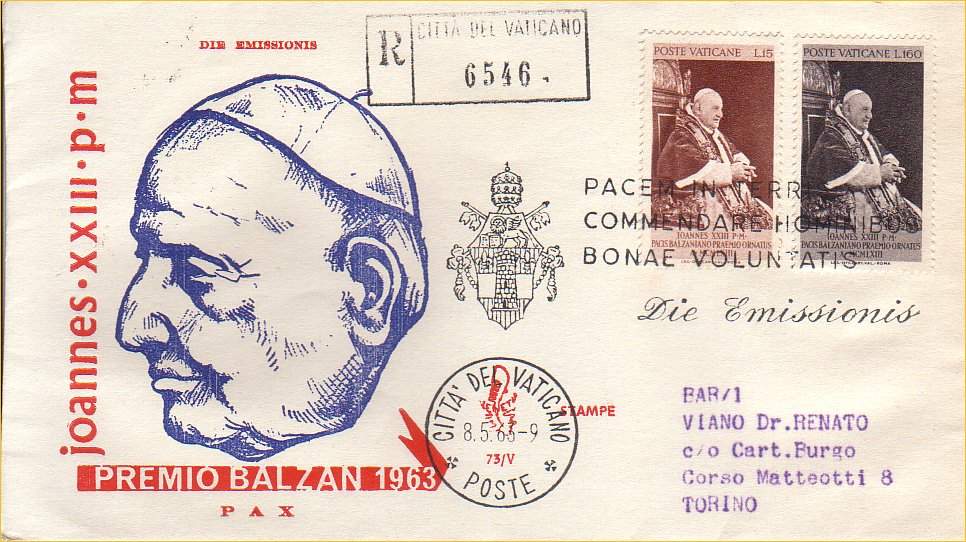 DIE EMISSIONIS
joannes·XXIII·p·m
PREMIO BALZAN 1963
PAX
R
CITTÀ DEL VATICANO
6546
POSTE VATICANE L.15
JOANNES XXIII P·M·
PACIS BALZANIANO PRAEMIO ORNATUS
POSTE VATICANE L.160
JOANNES XXIII P·M·
PACIS BALZANIANO PRAEMIO ORNATUS
A·MCMLXIII
PACEM IN TERRI
COMMENDARE HOMINIBUS
BONAE VOLUNTATIS
Die Emissionis
CITTA' DEL VATICANO
8.5.63-9
POSTE
73/V
STAMPE
BAR/1
VIANO Dr.RENATO
c/o Cart.Burgo
Corso Matteotti 8
TORINO